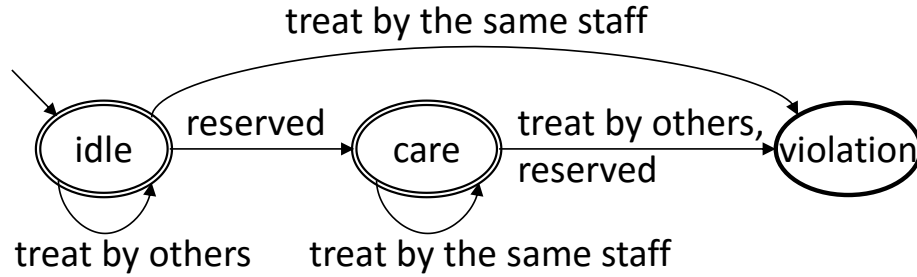 treat by the same staff
reserved
treat by others,
idle
care
violation
reserved
treat by others
treat by the same staff